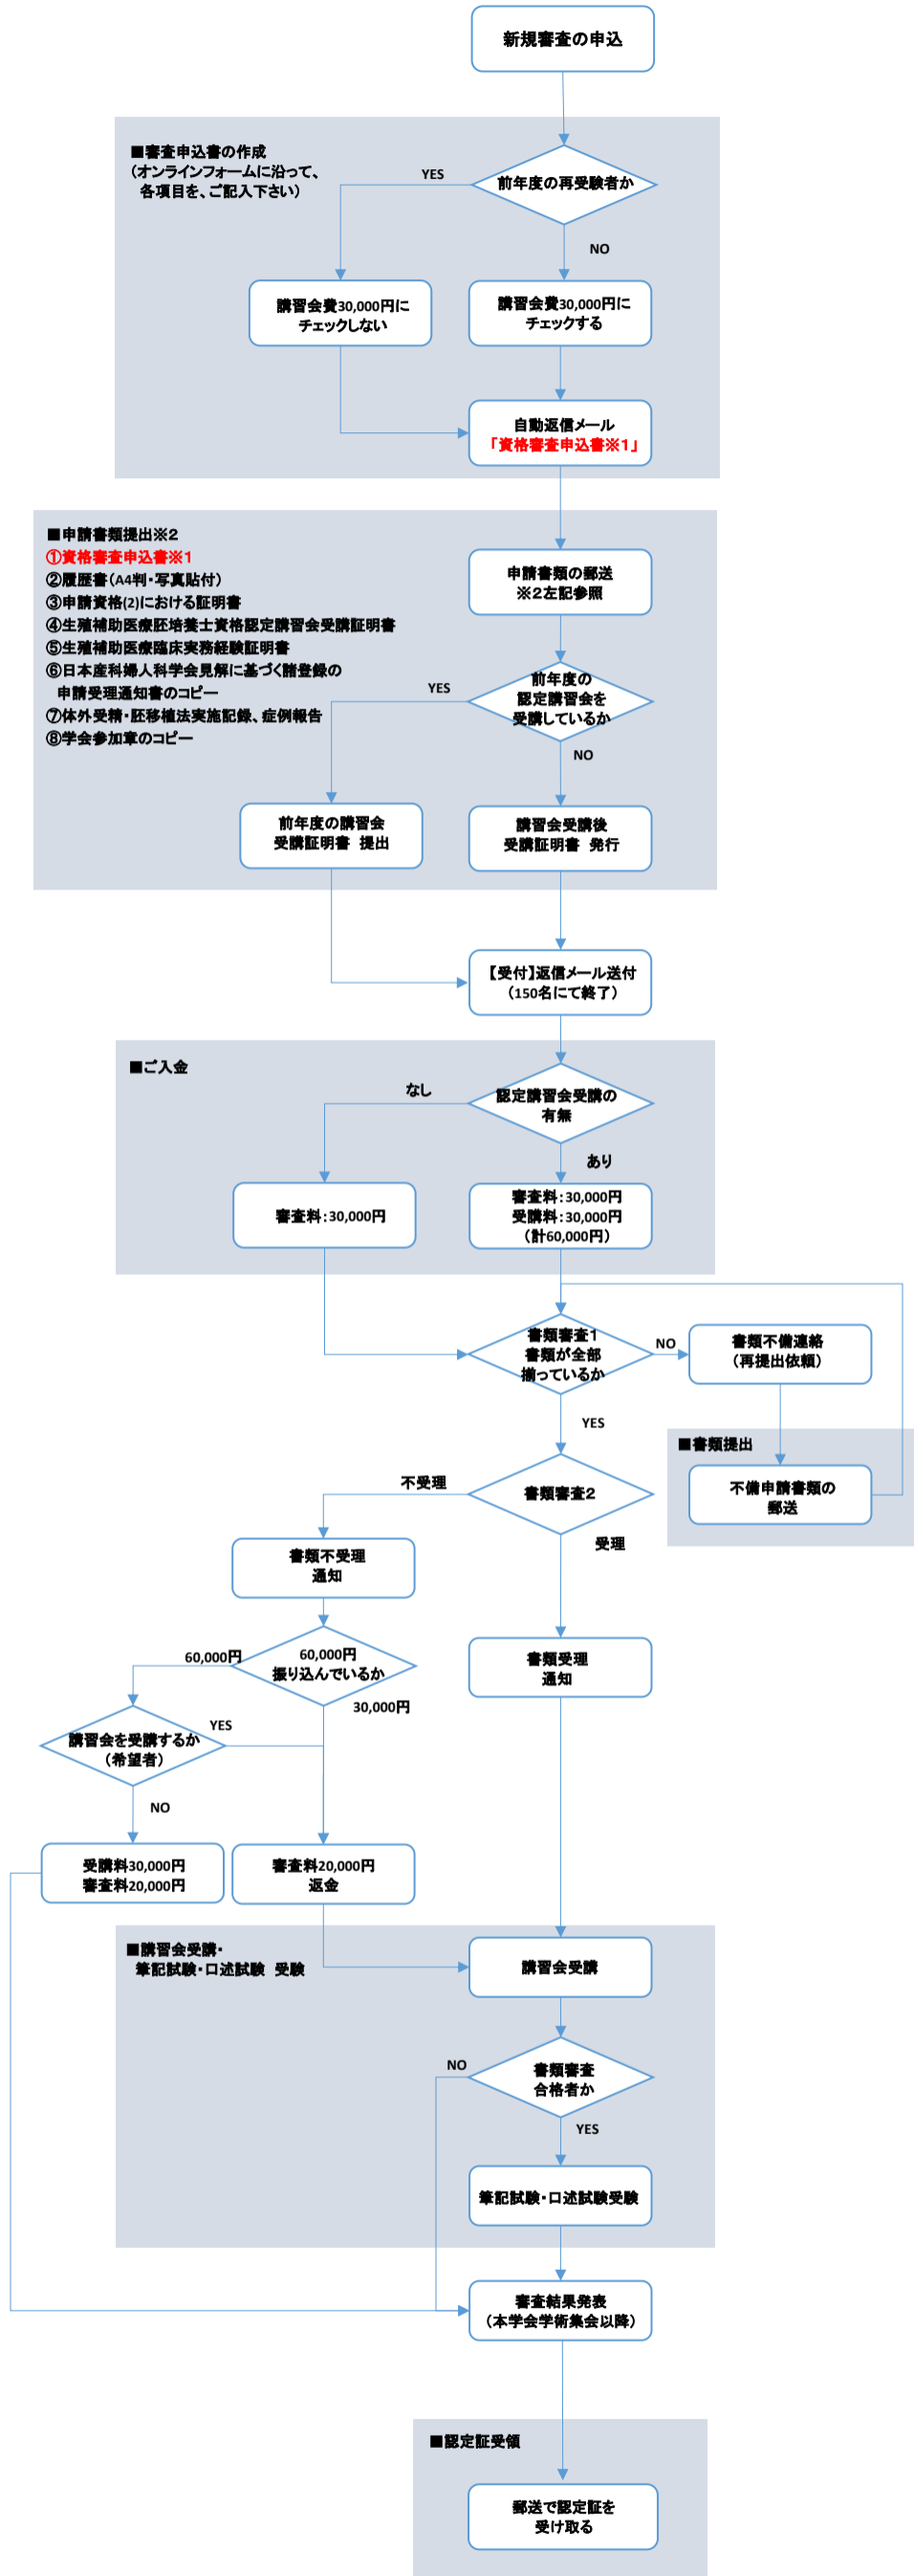 新規審査の申込
■審査申込書の作成
（オンラインフォームに沿って、
各項目を、ご記入下さい）
前年度の再受験者か
YES
NO
講習会費30,000円に
チェックしない
講習会費30,000円に
チェックする
自動返信メール
「資格審査申込書※1」
■申請書類提出※2
①資格審査申込書※1
②履歴書（A4判・写真貼付）
③申請資格(2)における証明書
④生殖補助医療胚培養士資格認定講習会受講証明書
⑤生殖補助医療臨床実務経験証明書
⑥日本産科婦人科学会見解に基づく諸登録の
申請受理通知書のコピー
⑦体外受精・胚移植法実施記録、症例報告
⑧学会参加章のコピー
申請書類の郵送
※2左記参照
前年度の
認定講習会を
受講しているか
YES
NO
前年度の講習会
受講証明書 提出
講習会受講後
受講証明書 発行
【受付】返信メール送付
（150名にて終了）
■ご入金
認定講習会受講の
有無
なし
あり
審査料：30,000円
審査料：30,000円
受講料：30,000円
（計60,000円）
書類審査1
書類が全部
揃っているか
NO
YES
書類不備連絡
（再提出依頼）
■書類提出
不備申請書類の
郵送
書類審査2
不受理
受理
書類不受理
通知
書類受理
通知
60,000円
振り込んでいるか
60,000円
30,000円
講習会を受講するか
（希望者）
YES
NO
受講料30,000円
審査料20,000円
審査料20,000円
返金
■講習会受講・
筆記試験・口述試験 受験
講習会受講
書類審査
合格者か
NO
YES
筆記試験・口述試験受験
審査結果発表
（本学会学術集会以降）
■認定証受領
郵送で認定証を
受け取る